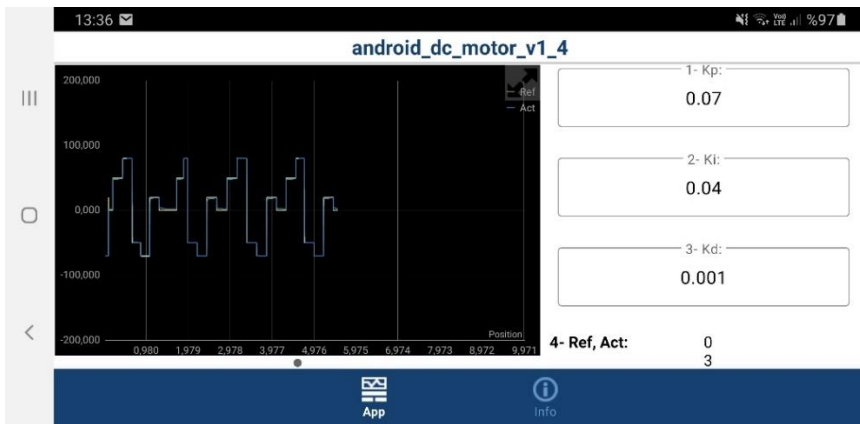 13:36
Vo)) LTE %97
android_dc_motor_v1_4
200,000
100,000
0,000
-100,000
-200,000
Ref
Act
Position
0,980 1,979 2,978 3,977 4,976 5,975 6,974 7,973 8,972 9,971
1- Kp:
0.07
2- Ki:
0.04
3- Kd:
0.001
4- Ref, Act:
0
3
App
Info